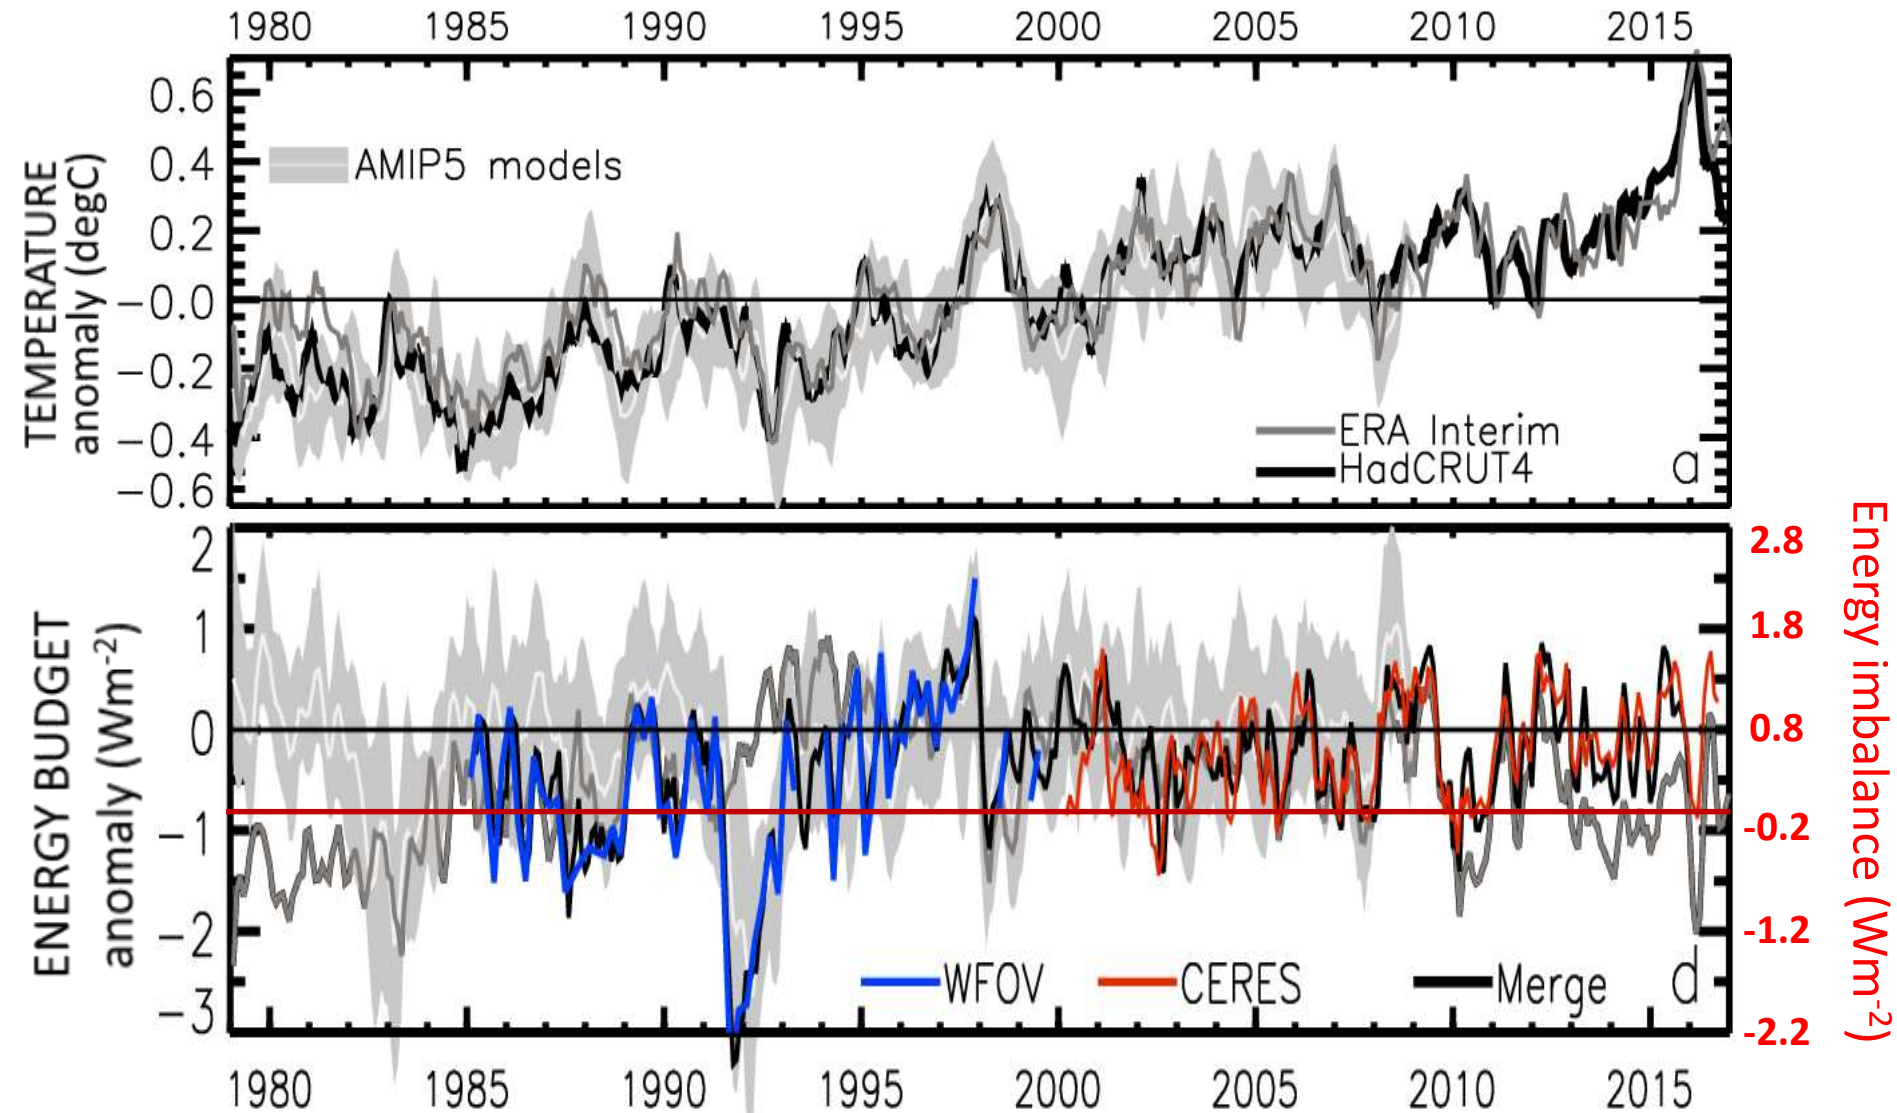 1980 1985 1990 1995 2000 2005 2010 2015
TEMPERATURE
anomaly (degC)
0.6
0.4
0.2
−0.0
−0.2
−0.4
−0.6
AMIP5 models
ERA Interim
HadCRUT4
a
ENERGY BUDGET
anomaly (Wm-2)
2
1
0
−1
−2
−3
WFOV CERES Merge
d
2.8
1.8
0.8
-0.2
-1.2
-2.2
Energy imbalance (Wm-2)
1980 1985 1990 1995 2000 2005 2010 2015